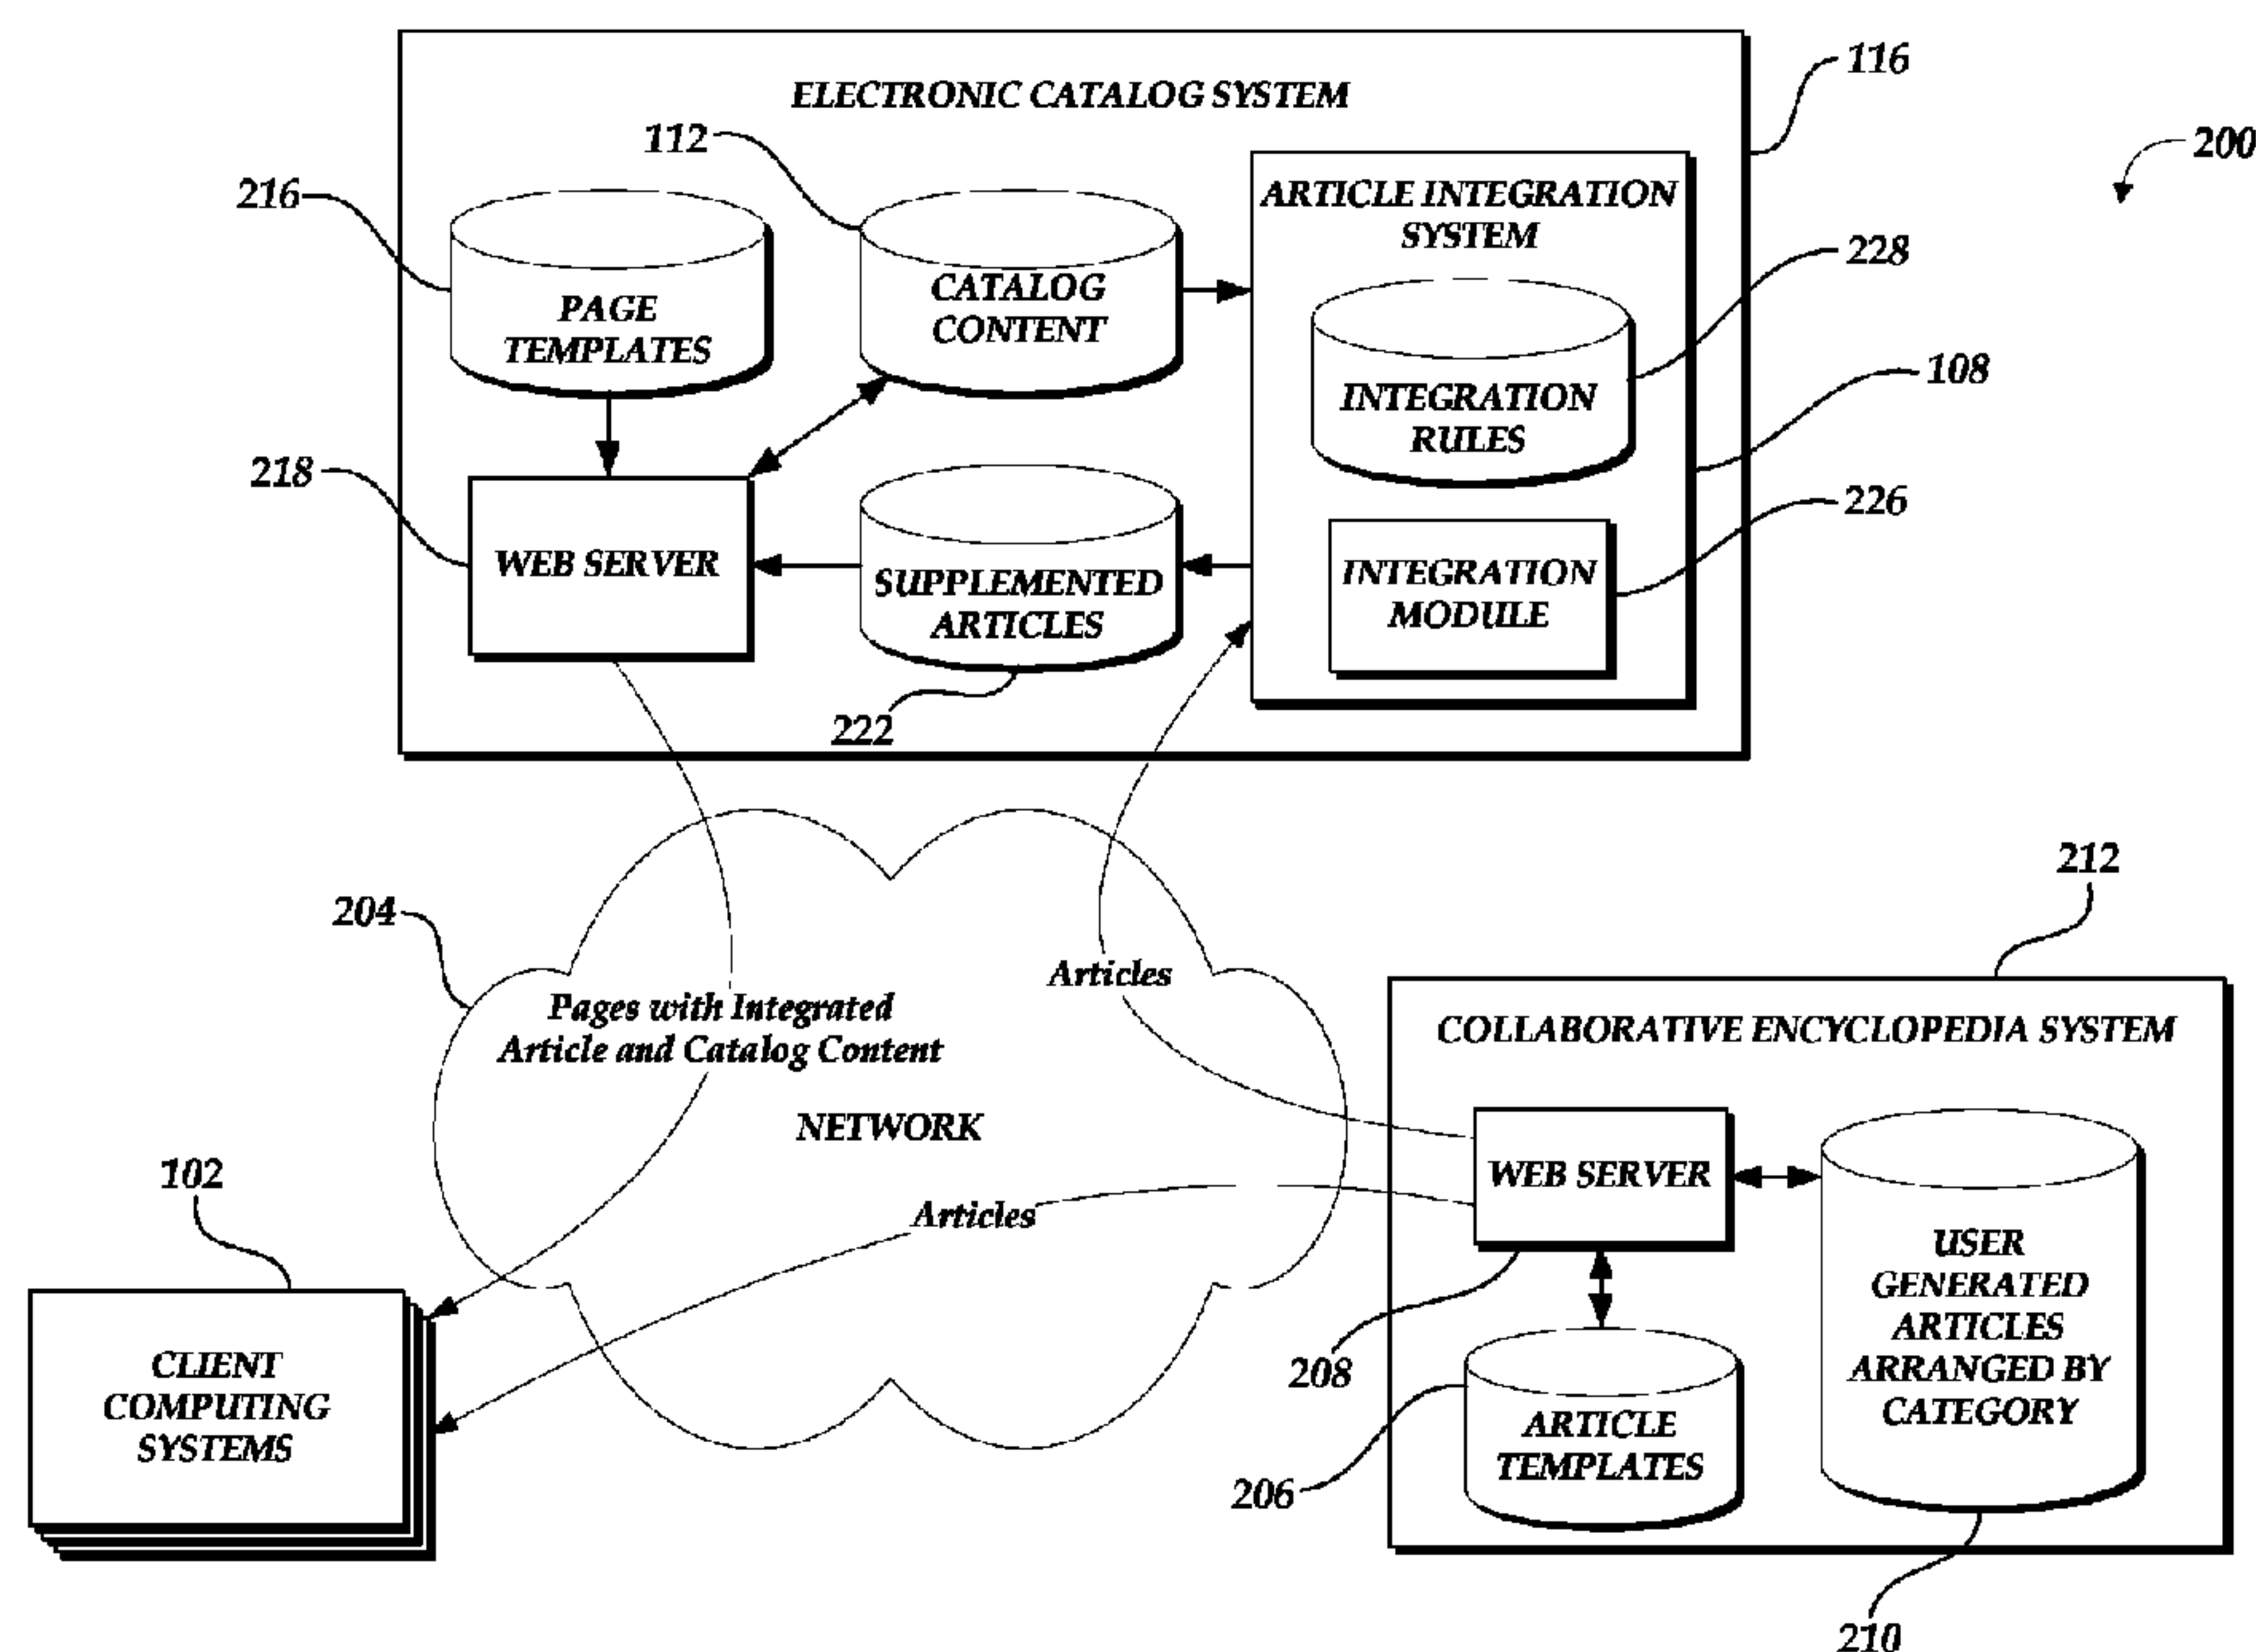 ELECTRONIC CATALOG SYSTEM
116
200
112
216
PAGE
TEMPLATES
CATALOG
CONTENT
ARTICLE INTEGRATION
SYSTEM
228
INTEGRATION
RULES
108
218
WEB SERVER
SUPPLEMENTED
ARTICLES
226
INTEGRATION
MODULE
222
204
Pages with Integrated
Article and Catalog Content
Articles
NETWORK
Articles
212
COLLABORATIVE ENCYCLOPEDIA SYSTEM
WEB SERVER
USER
GENERATED
ARTICLES
ARRANGED BY
CATEGORY
208
206
ARTICLE
TEMPLATES
210
102
CLIENT
COMPUTING
SYSTEMS